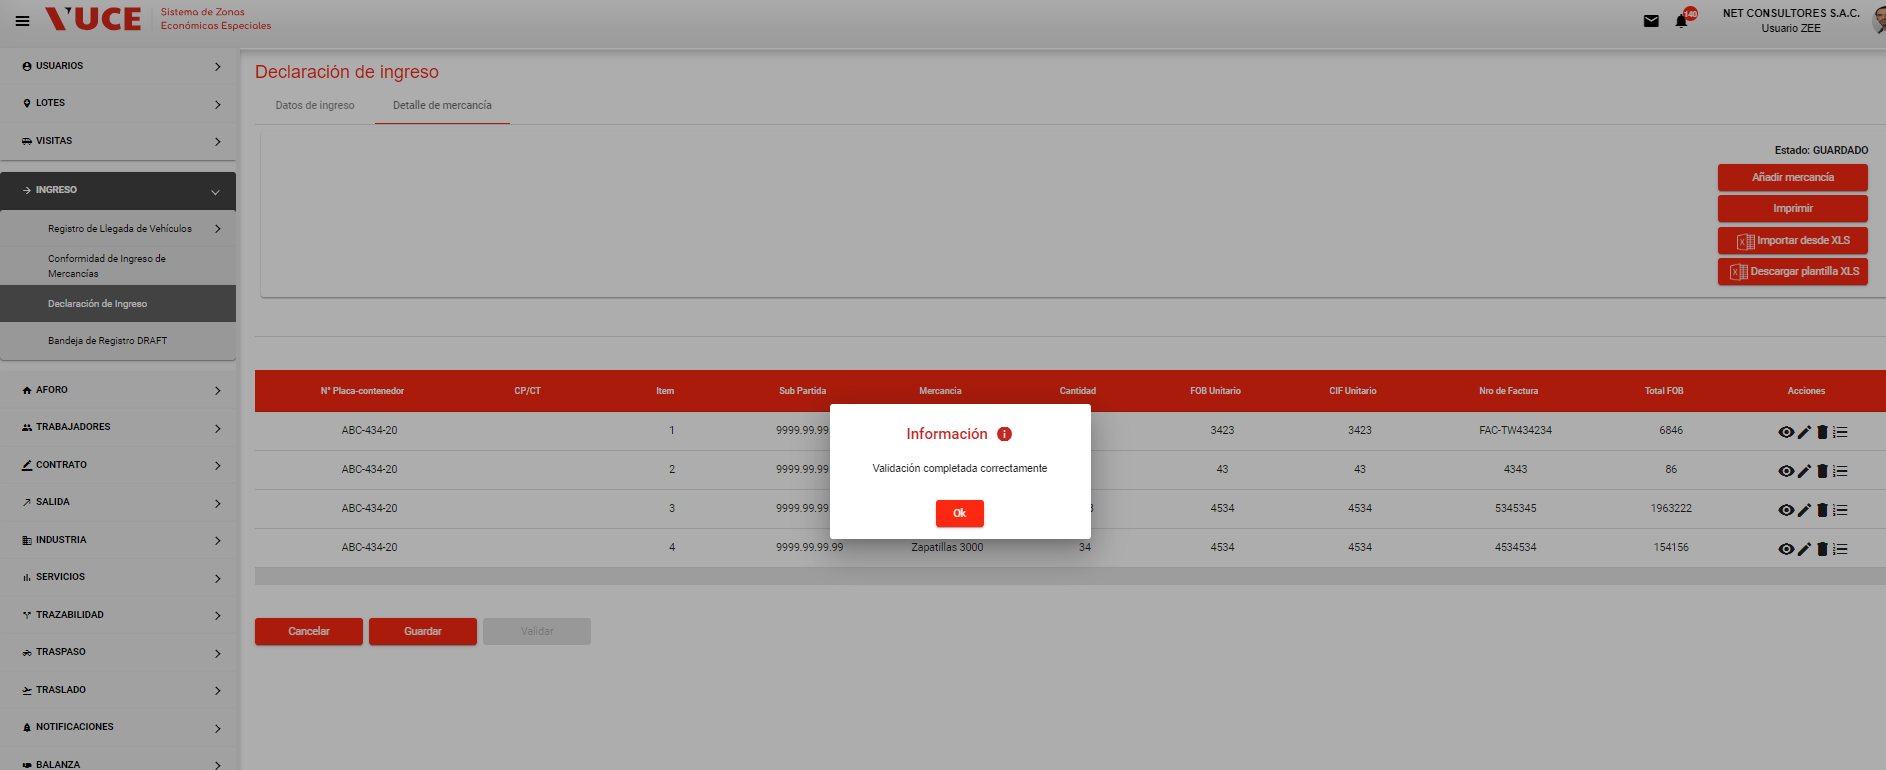 VUCE
Sistema de Zonas
Económicas Especiales
140
NET CONSULTORES S.A.C.
Usuario ZEE
USUARIOS
LOTES
VISITAS
INGRESO
Registro de Llegada de Vehículos
Conformidad de Ingreso de
Mercancías
Declaración de Ingreso
Bandeja de Registro DRAFT
AFORO
TRABAJADORES
CONTRATO
SALIDA
INDUSTRIA
SERVICIOS
TRAZABILIDAD
TRASPASO
TRASLADO
NOTIFICACIONES
BALANZA
Declaración de ingreso
Datos de ingreso Detalle de mercancía
Estado: GUARDADO
Añadir mercancía
Imprimir
Importar desde XLS
Descargar plantilla XLS
N° Placa-contenedor CP/CT Item Sub Partida Mercancia Cantidad FOB Unitario CIF Unitario Nro de Factura Total FOB Acciones
ABC-434-20 1 9999.99.99 3423 3423 FAC-TW434234 6846
ABC-434-20 2 9999.99.99 43 43 4343 86
ABC-434-20 3 9999.99.99 3 4534 4534 5345345 1963222
ABC-434-20 4 9999.99.99.99 Zapatillas 3000 34 4534 4534 4534534 154156
Información
Validación completada correctamente
Ok
Cancelar Guardar Validar